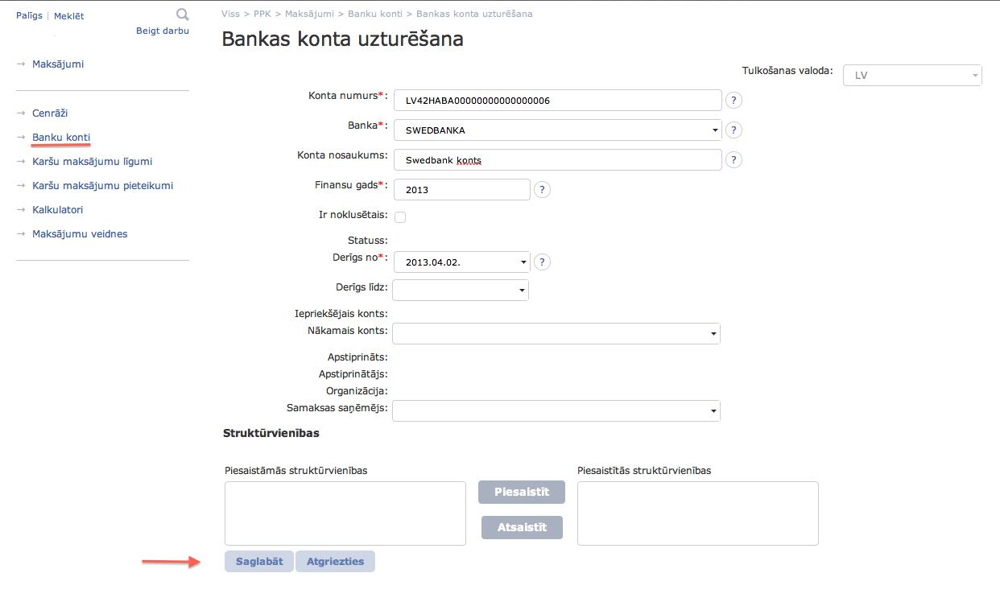 Palīgs | Meklēt
Beigt darbu
→ Maksājumi
→ Cenrāži
→ Banku konti
→ Karšu maksājumu līgumi
→ Karšu maksājumu pieteikumi
→ Kalkulatori
→ Maksājumu veidnes
Viss > PPK > Maksājumi > Banku konti > Bankas konta uzturēšana
Bankas konta uzturēšana
Tulkošanas valoda: LV
Konta numurs*: LV42HABA00000000000000006 ?
Banka*: SWEDBANKA ?
Konta nosaukums: Swedbank konts ?
Finansu gads*: 2013 ?
Ir noklusētais:
Statuss:
Derīgs no*: 2013.04.02. ?
Derīgs līdz:
Iepriekšējais konts:
Nākamais konts:
Apstiprināts:
Apstiprinātājs:
Organizācija:
Samaksas saņēmējs:
Struktūrvienības
Piesaistāmās struktūrvienības
Piesaistīt
Atsaistīt
Piesaistītās struktūrvienības
Saglabāt Atgriezties